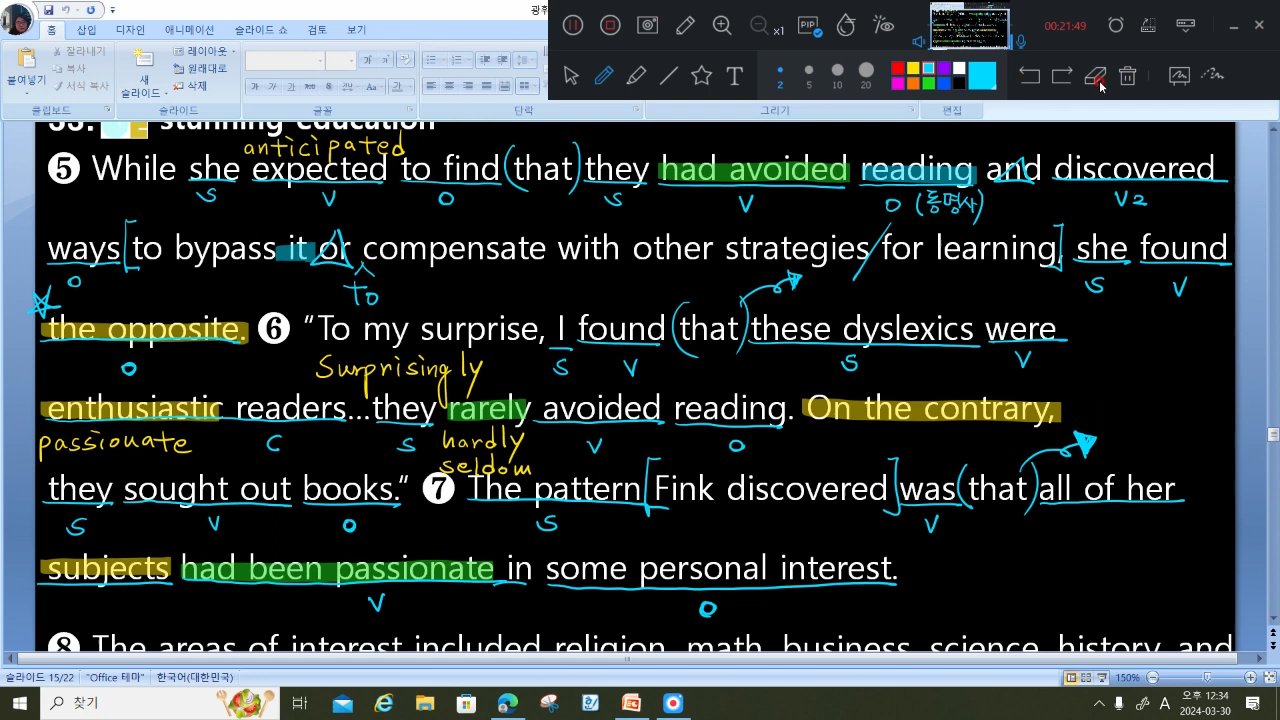 광후
00:21:49
홈 삽입 디자인 애니메이션 슬라이드 쇼 검토 보기
PIP
x1
붙여넣기
잘라내기
복사
서식 복사
클립보드
새 슬라이드
레이아웃
원래대로
삭제
슬라이드
가 가 가 S abc
글꼴
단락
그리기
편집
2 5 10 20
T
33. stunning education
anticipated
❺ While she expected to find (that) they had avoided reading and discovered
S V O S V O (동명사) V2
ways [to bypass it or compensate with other strategies / for learning,] she found
O to S V
the opposite. ❻ "To my surprise, I found (that) these dyslexics were
O Surprisingly S V S V
enthusiastic readers...they rarely avoided reading. On the contrary,
passionate C S hardly V O
seldom
they sought out books." ❼ The pattern [Fink discovered] was (that) all of her
S V O S V
subjects had been passionate in some personal interest.
V O
❽ The areas of interest included religion, math, business, science, history, and
슬라이드 15/22 "Office 테마" 한국어(대한민국) 150%
찾기
A 오후 12:34
2024-03-30